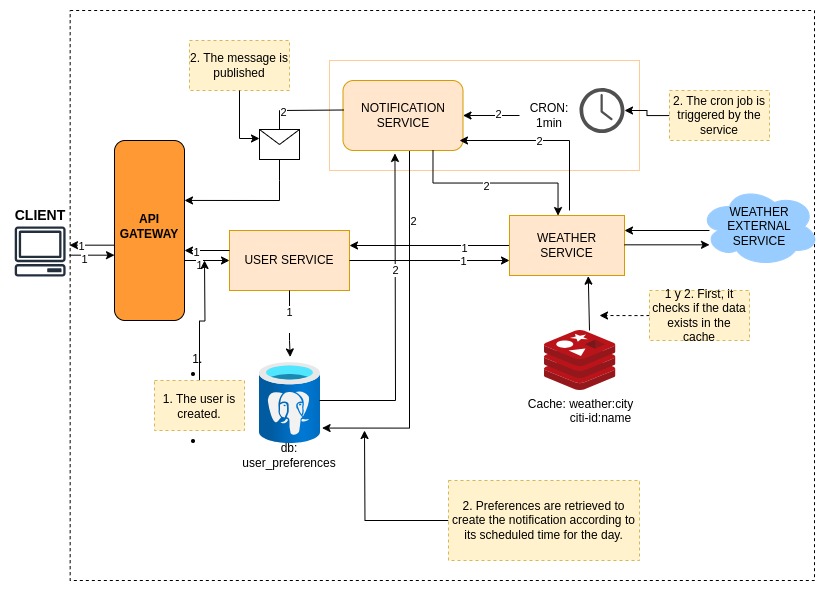 2. The message is
published
NOTIFICATION
SERVICE
2
2
CRON:
1min
2. The cron job is
triggered by the
service
2
2
CLIENT
API
GATEWAY
1
1
1
1
USER SERVICE
2
1
1
WEATHER
SERVICE
WEATHER
EXTERNAL
SERVICE
2
1
1 y 2. First, it
checks if the data
exists in the
cache
1.
1. The user is
created.
Cache: weather:city
citi-id:name
db:
user_preferences
2. Preferences are retrieved to
create the notification according to
its scheduled time for the day.